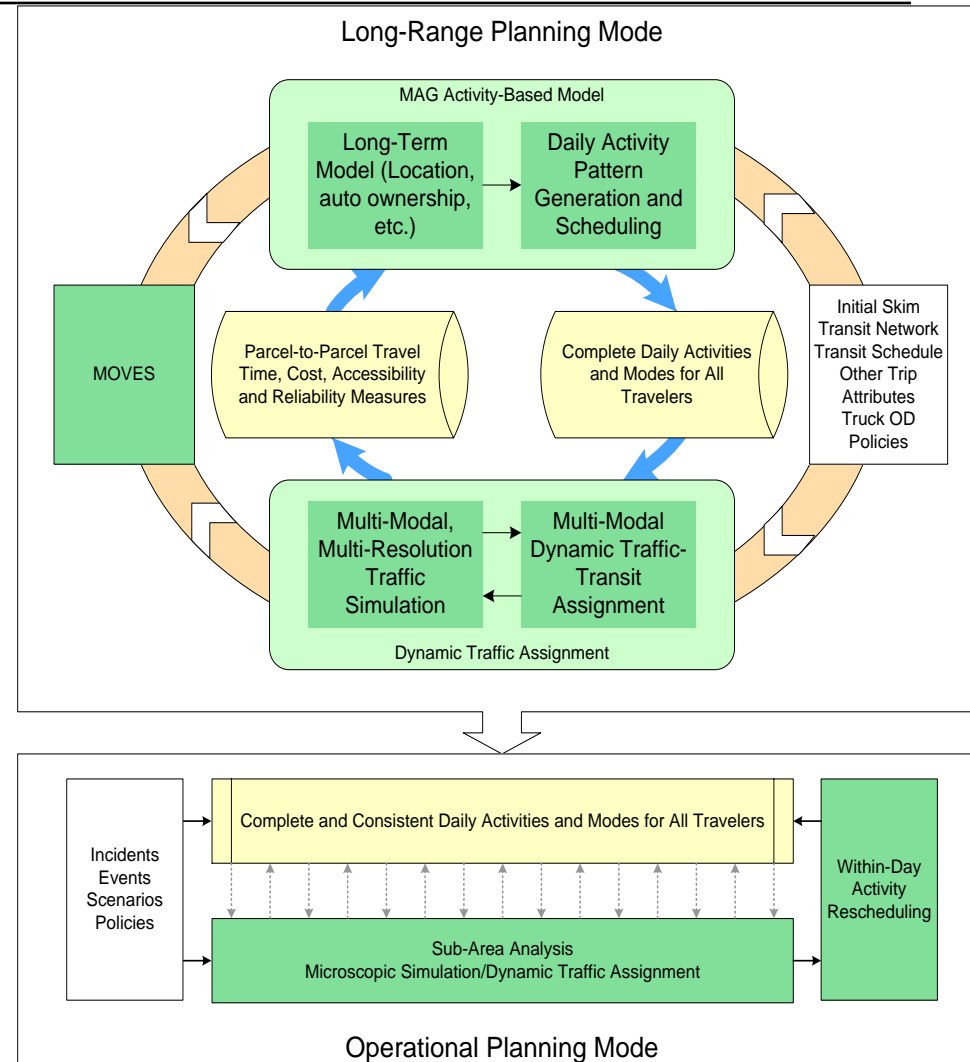 Long-Range Planning Mode
MAG Activity-Based Model
Long-Term
Model (Location,
auto ownership,
etc.)
Daily Activity
Pattern
Generation and
Scheduling
MOVES
Parcel-to-Parcel Travel
Time, Cost, Accessibility
and Reliability Measures
Complete Daily Activities
and Modes for All
Travelers
Initial Skim
Transit Network
Transit Schedule
Other Trip
Attributes
Truck OD
Policies
Multi-Modal,
Multi-Resolution
Traffic
Simulation
Multi-Modal
Dynamic Traffic-
Transit
Assignment
Dynamic Traffic Assignment
Incidents
Events
Scenarios
Policies
Complete and Consistent Daily Activities and Modes for All Travelers
Within-Day
Activity
Rescheduling
Sub-Area Analysis
Microscopic Simulation/Dynamic Traffic Assignment
Operational Planning Mode